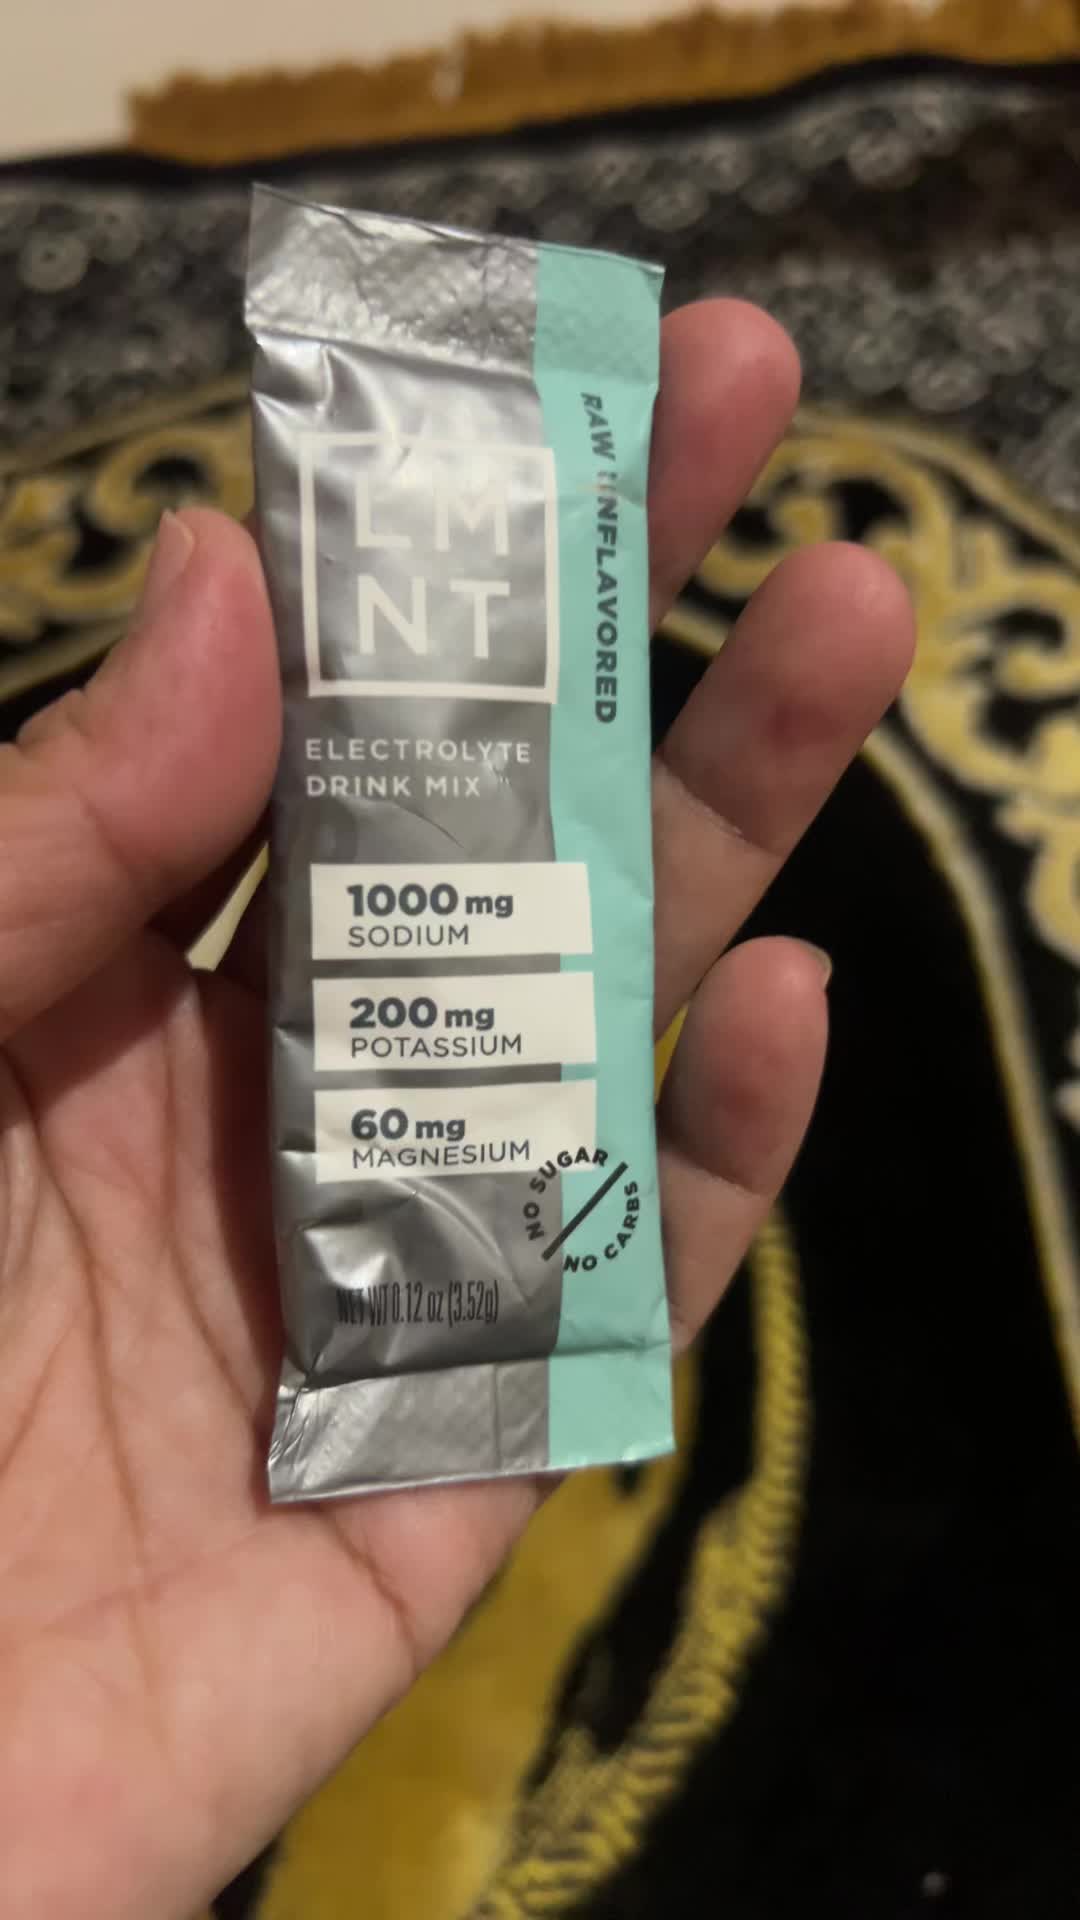 LM
NT
ELECTROLYTE
DRINK MIX
RAW UNFLAVORED
1000 mg
SODIUM
200 mg
POTASSIUM
60 mg
MAGNESIUM
NO SUGAR
NO CARBS
NET WT 0.12 oz (3.52g)